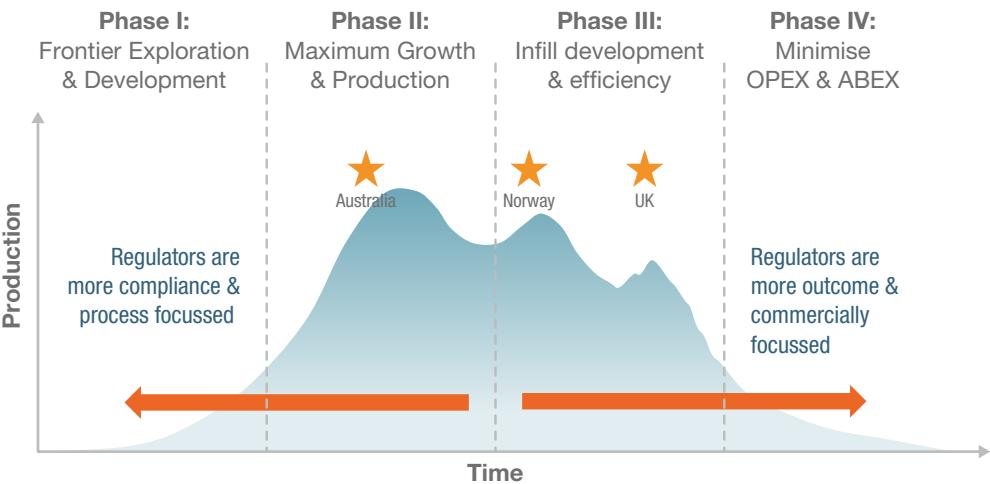 Phase I:
Frontier Exploration
& Development
Phase II:
Maximum Growth
& Production
Phase III:
Infill development
& efficiency
Phase IV:
Minimise
OPEX & ABEX
Australia
Norway
UK
Production
Regulators are
more compliance &
process focussed
Regulators are
more outcome &
commercially
focussed
Time